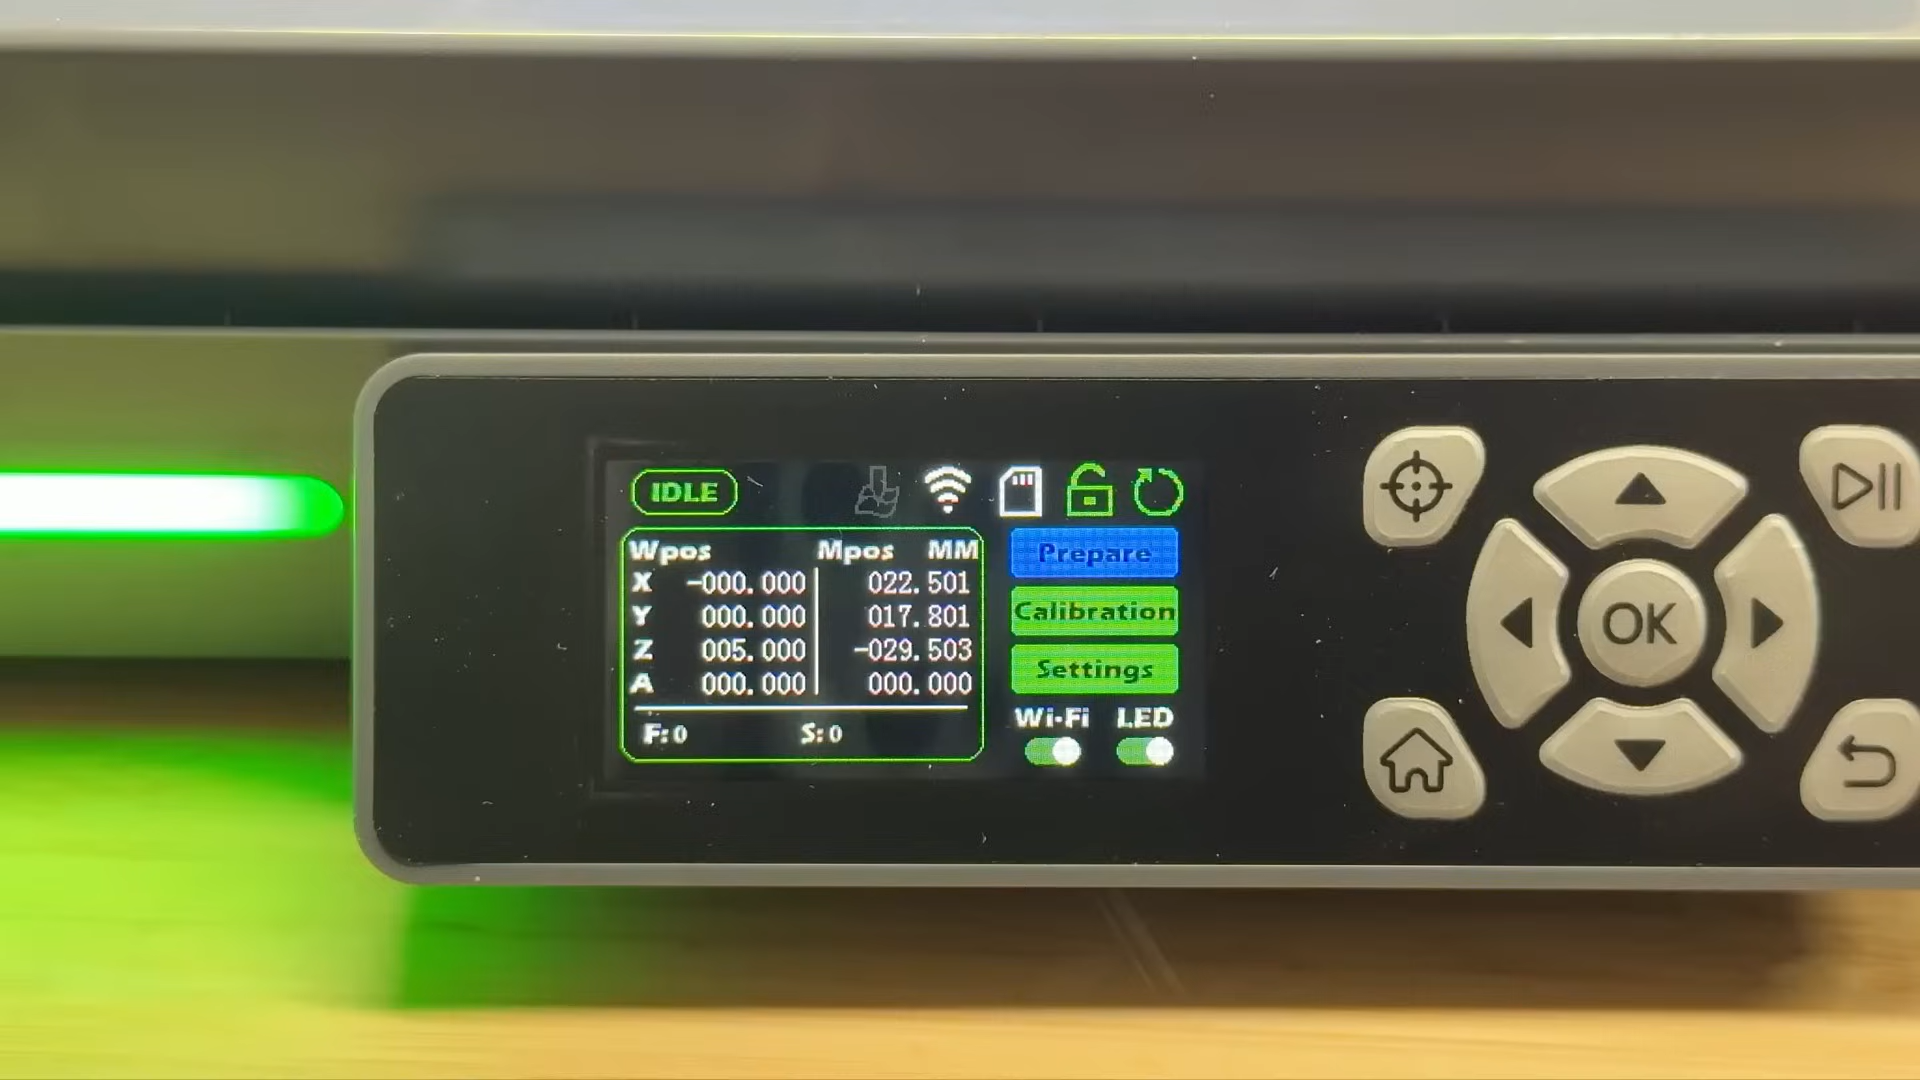 IDLE
Wpos Mpos MM
X -000.000 022.501
Y 000.000 017.801
Z 005.000 -029.503
A 000.000 000.000
F:0 S:0
Prepare
Calibration
Settings
Wi-Fi LED
OK